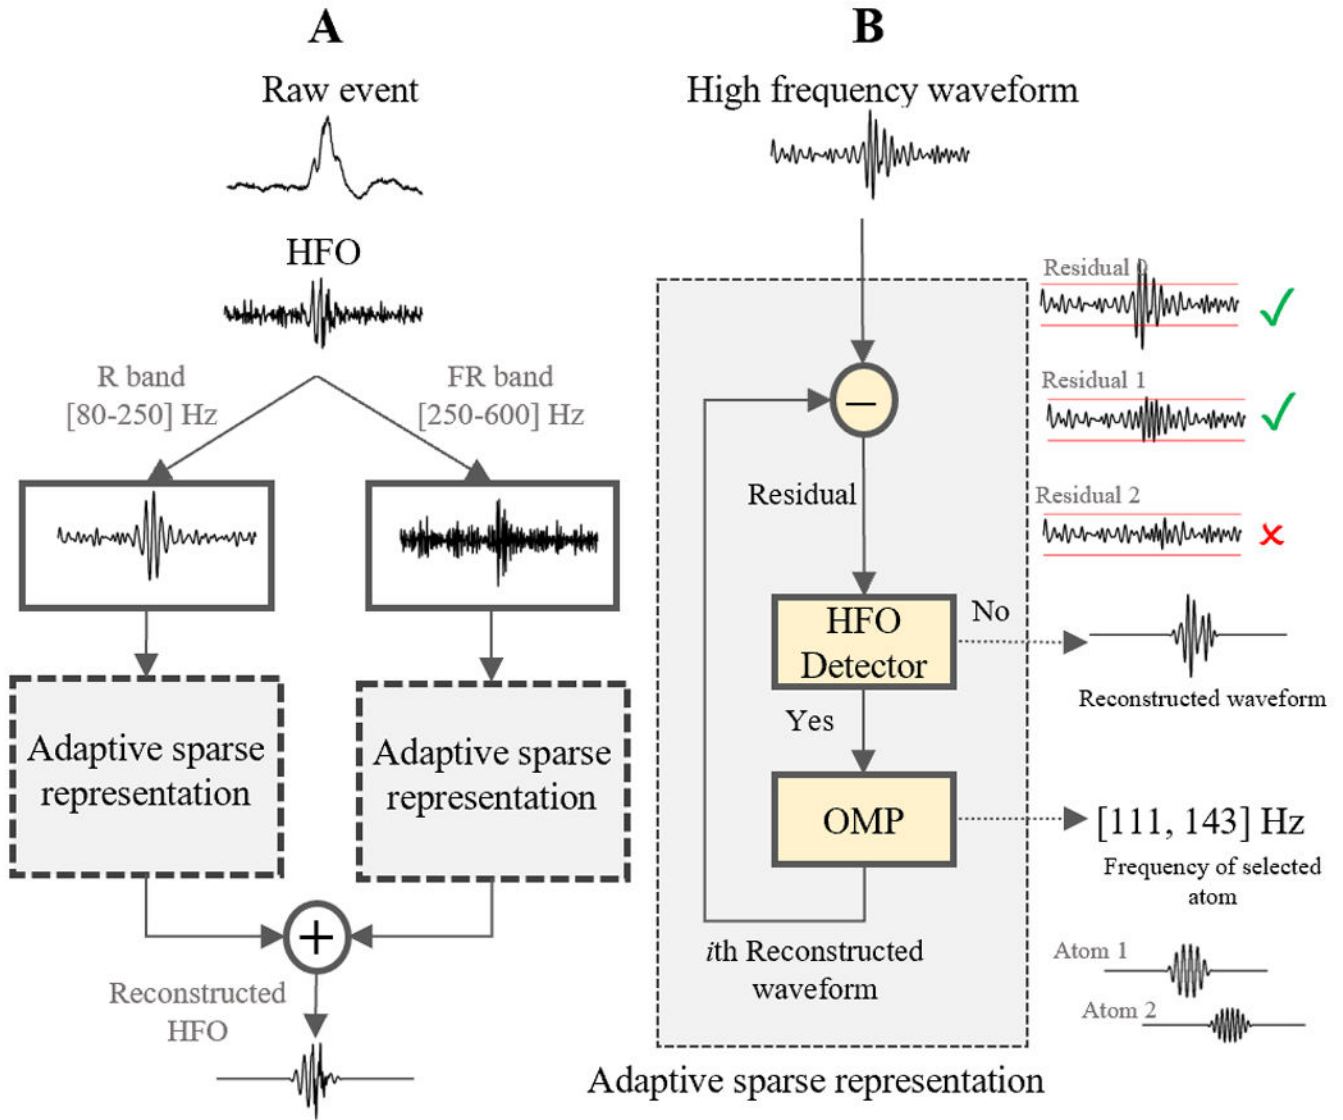 A
Raw event
HFO
R band
[80-250] Hz
FR band
[250-600] Hz
Adaptive sparse
representation
Adaptive sparse
representation
+
Reconstructed
HFO
B
High frequency waveform
Residual 0
Residual 1
Residual 2
−
Residual
HFO
Detector
No
Reconstructed waveform
Yes
OMP
[111, 143] Hz
Frequency of selected
atom
ith Reconstructed
waveform
Atom 1
Atom 2
Adaptive sparse representation